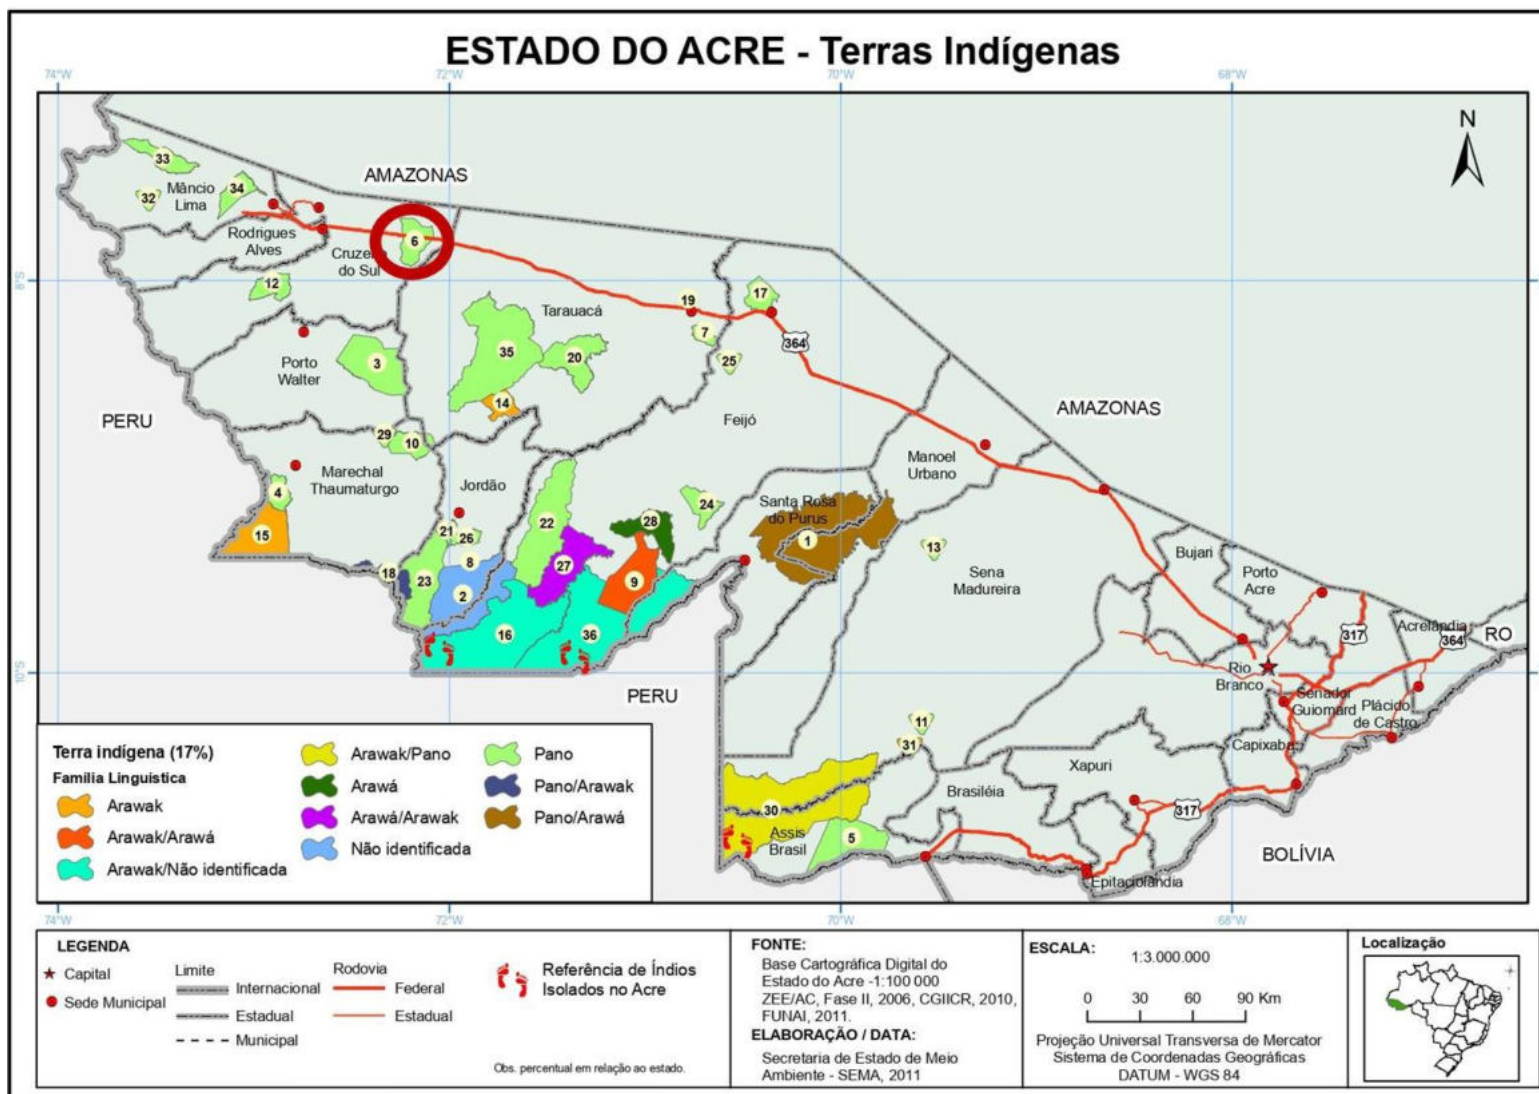 ESTADO DO ACRE - Terras Indígenas
74°W
72°W
70°W
68°W
N
AMAZONAS
33
32
Mâncio
Lima
34
Rodrigues
Alves
6
Cruzeiro
do Sul
8°S
12
Tarauacá
19
17
7
364
35
20
25
3
Porto
Walter
14
PERU
Feijó
AMAZONAS
29
10
Manoel
Urbano
Marechal
Thaumaturgo
4
Jordão
15
21
26
22
24
28
Santa Rosa
do Purus
1
13
Sena
Madureira
Bujari
Porto
Acre
18
23
8
2
27
9
16
36
317
Acrelândia
364
RO
10°S
PERU
Rio
Branco
Senador
Guiomard
Plácido
de Castro
11
31
Capixaba
Xapuri
Brasiléia
30
Assis
Brasil
5
317
BOLÍVIA
Epitaciolândia
Terra indígena (17%)
Familia Linguística
Arawak
Arawak/Arawá
Arawak/Não identificada
Arawak/Pano
Arawá
Arawá/Arawak
Não identificada
Pano
Pano/Arawak
Pano/Arawá
74°W
72°W
70°W
68°W
LEGENDA
Capital
Sede Municipal
Limite
Internacional
Estadual
Municipal
Rodovia
Federal
Estadual
Referência de Índios
Isolados no Acre
Obs. percentual em relação ao estado.
FONTE:
Base Cartográfica Digital do
Estado do Acre -1:100 000
ZEE/AC, Fase II, 2006, CGIICR, 2010,
FUNAI, 2011.
ELABORAÇÃO / DATA:
Secretaria de Estado de Meio
Ambiente - SEMA, 2011
ESCALA:
1:3.000.000
0 30 60 90 Km
Projeção Universal Transversa de Mercator
Sistema de Coordenadas Geográficas
DATUM - WGS 84
Localização